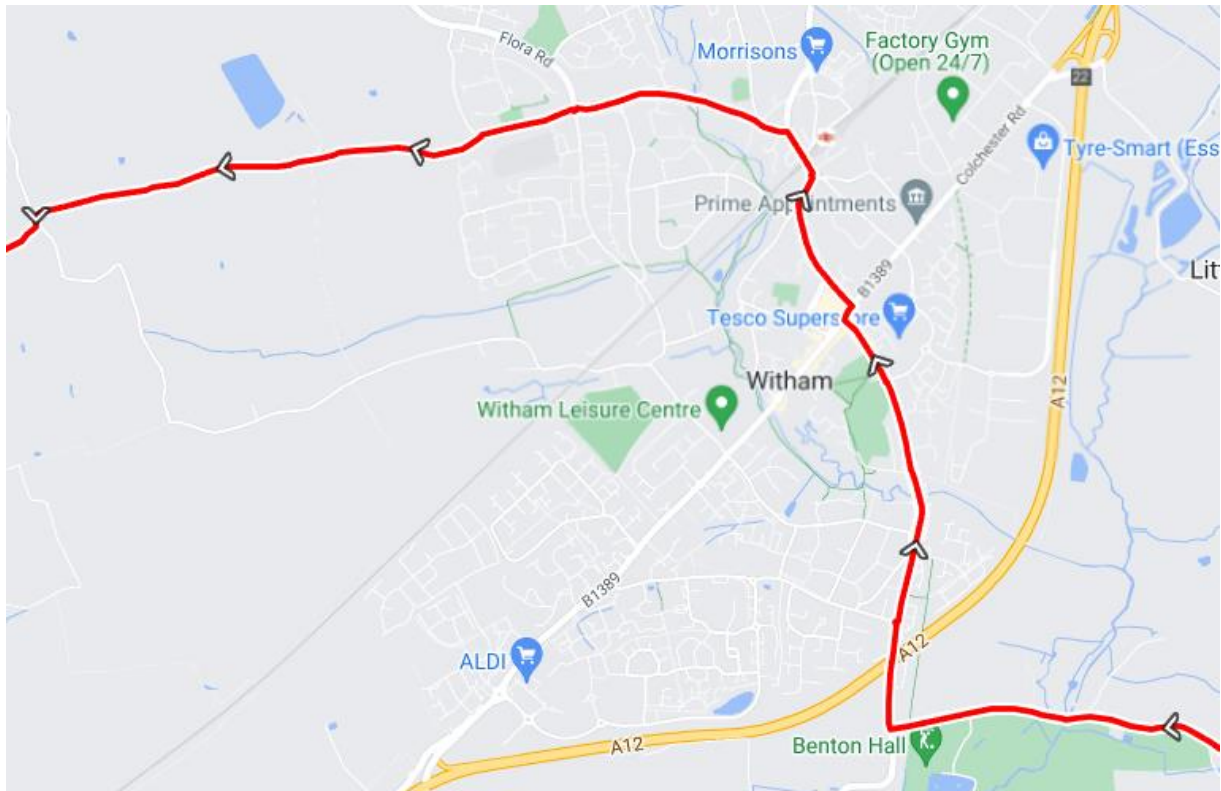 Flora Rd
Morrisons
Factory Gym
(Open 24/7)
22
Colchester Rd
Tyre-Smart (Ess
Prime Appointments
B1389
Litt
Tesco Superstore
Witham
A12
Witham Leisure Centre
B1389
A12
ALDI
Benton Hall
A12